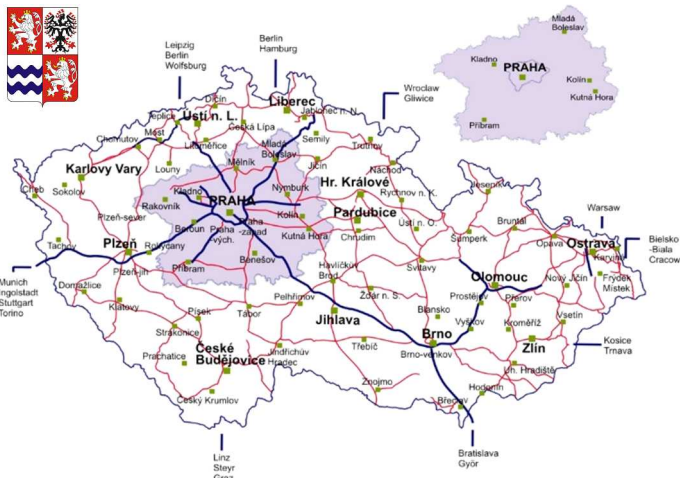 Mladá
Boleslav
Kladno
PRAHA
Kolín
Kutná Hora
Příbram
Leipzig
Berlin
Wolfsburg
Berlin
Hamburg
Wroclaw
Gliwice
Děčín
Liberec
Jablonec n. N.
Teplice
Ústí n. L.
Česká Lípa
Most
Chomutov
Litoměřice
Semily
Trutnov
Mladá
Boleslav
Karlovy Vary
Louny
Mělník
Jičín
Náchod
Cheb
Sokolov
Kladno
Rakovník
Nymburk
Hr. Králové
Rychnov n. K.
Jeseník
PRAHA
Plzeň-sever
Kolín
Pardubice
Warsaw
Beroun
Praha
-vých.
Praha
-západ
Kutná Hora
Chrudim
Ústí n. O.
Šumperk
Bruntál
Opava
Ostrava
Karviná
Bielsko
-Biala
Cracow
Tachov
Plzeň
Rokycany
Plzeň-jih
Příbram
Benešov
Havlíčkův
Brod
Svitavy
Olomouc
Nový Jičín
Frýdek
Místek
Munich
Ingolstadt
Stuttgart
Torino
Domažlice
Klatovy
Písek
Tábor
Pelhřimov
Žďár n. S.
Prostějov
Přerov
Jihlava
Blansko
Vyškov
Kroměříž
Vsetín
Strakonice
Prachatice
České
Budějovice
Jindřichův
Hradec
Třebíč
Brno
Brno-venkov
Zlín
Kosice
Trnava
Uh. Hradiště
Český Krumlov
Znojmo
Hodonín
Břeclav
Linz
Steyr
Graz
Bratislava
Györ